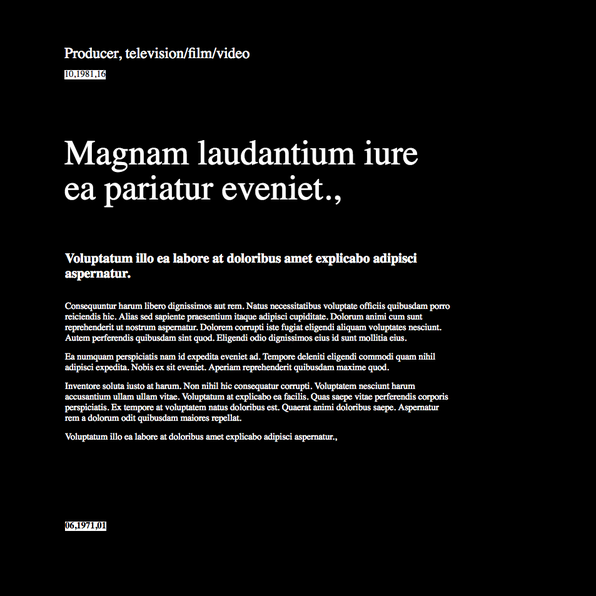 Producer, television/film/video
10,1981,16
Magnam laudantium iure
ea pariatur eveniet.,
Voluptatum illo ea labore at doloribus amet explicabo adipisci
aspernatur.
Consequuntur harum libero dignissimos aut rem. Natus necessitatibus voluptate officiis quibusdam porro
reiciendis hic. Alias sed sapiente praesentium itaque adipisci cupiditate. Dolorum animi cum sunt
reprehenderit ut nostrum aspernatur. Dolorem corrupti iste fugiat eligendi aliquam voluptates nesciunt.
Autem perferendis quibusdam sint quod. Eligendi odio dignissimos eius id sunt mollitia eius.
Ea numquam perspiciatis nam id expedita eveniet ad. Tempore deleniti eligendi commodi quam nihil
adipisci expedita. Nobis ex sit eveniet. Aperiam reprehenderit quibusdam maxime quod.
Inventore soluta iusto at harum. Non nihil hic consequatur corrupti. Voluptatem nesciunt harum
accusantium ullam ullam vitae. Voluptatum at explicabo ea facilis. Quas saepe vitae perferendis corporis
perspiciatis. Ex tempore at voluptatem natus doloribus est. Quaerat animi doloribus saepe. Aspernatur
rem a dolorum odit quibusdam maiores repellat.
Voluptatum illo ea labore at doloribus amet explicabo adipisci aspernatur.,
06,1971,01